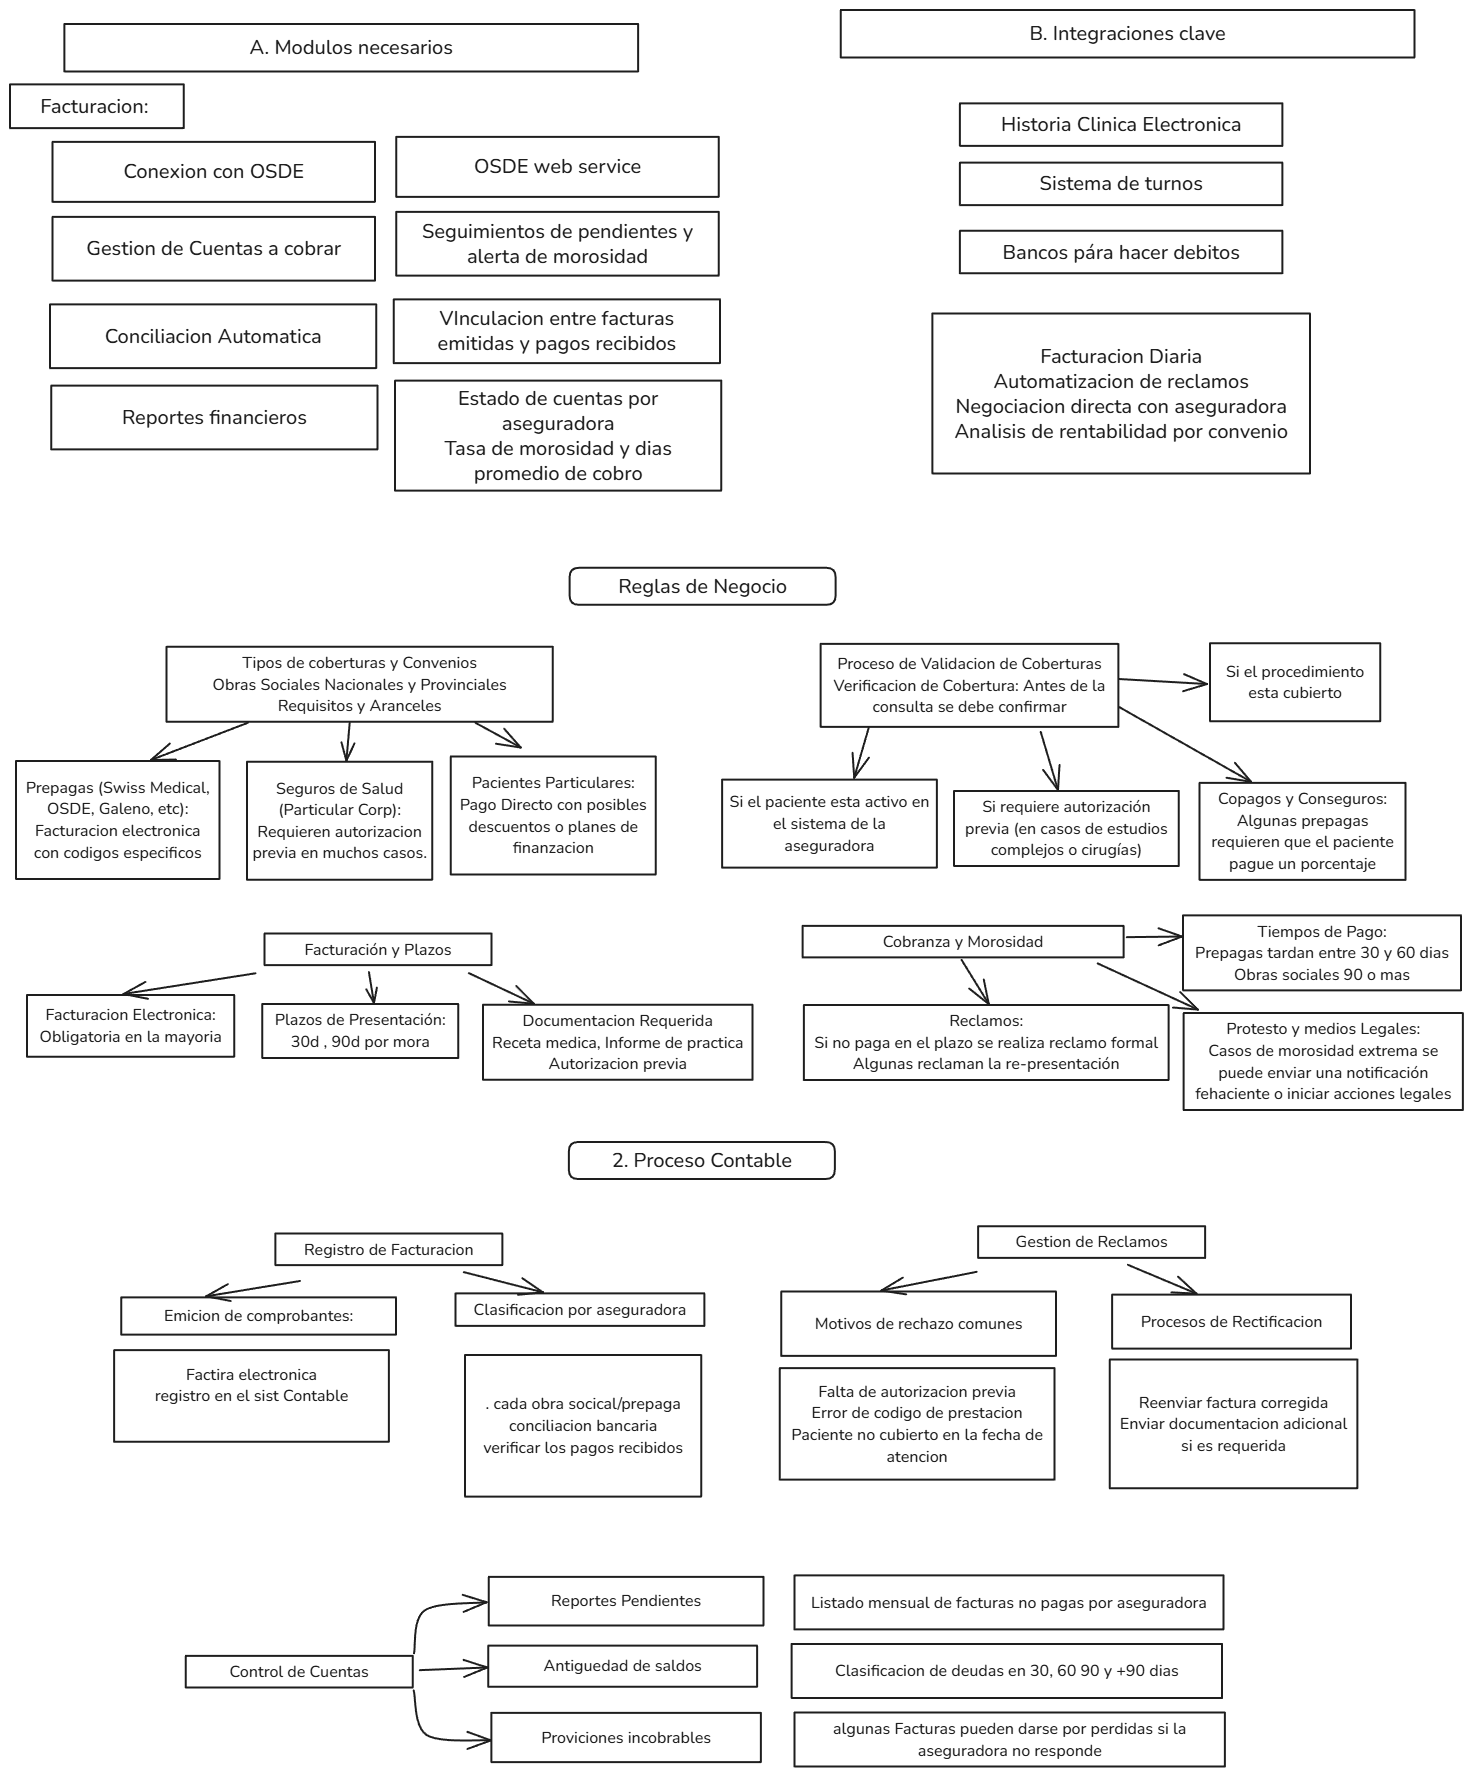 A. Modulos necesarios
Facturacion:
Conexion con OSDE
OSDE web service
Gestion de Cuentas a cobrar
Seguimientos de pendientes y
alerta de morosidad
Conciliacion Automatica
VInculacion entre facturas
emitidas y pagos recibidos
Reportes financieros
Estado de cuentas por
aseguradora
Tasa de morosidad y dias
promedio de cobro
B. Integraciones clave
Historia Clinica Electronica
Sistema de turnos
Bancos pára hacer debitos
Facturacion Diaria
Automatizacion de reclamos
Negociacion directa con aseguradora
Analisis de rentabilidad por convenio
Reglas de Negocio
Tipos de coberturas y Convenios
Obras Sociales Nacionales y Provinciales
Requisitos y Aranceles
Prepagas (Swiss Medical,
OSDE, Galeno, etc):
Facturacion electronica
con codigos especificos
Seguros de Salud
(Particular Corp):
Requieren autorizacion
previa en muchos casos.
Pacientes Particulares:
Pago Directo con posibles
descuentos o planes de
finanzacion
Proceso de Validacion de Coberturas
Verificacion de Cobertura: Antes de la
consulta se debe confirmar
Si el procedimiento
esta cubierto
Si el paciente esta activo en
el sistema de la
aseguradora
Si requiere autorización
previa (en casos de estudios
complejos o cirugías)
Copagos y Conseguros:
Algunas prepagas
requieren que el paciente
pague un porcentaje
Facturación y Plazos
Facturacion Electronica:
Obligatoria en la mayoria
Plazos de Presentación:
30d , 90d por mora
Documentacion Requerida
Receta medica, Informe de practica
Autorizacion previa
Cobranza y Morosidad
Tiempos de Pago:
Prepagas tardan entre 30 y 60 dias
Obras sociales 90 o mas
Reclamos:
Si no paga en el plazo se realiza reclamo formal
Algunas reclaman la re-presentación
Protesto y medios Legales:
Casos de morosidad extrema se
puede enviar una notificación
fehaciente o iniciar acciones legales
2. Proceso Contable
Registro de Facturacion
Emicion de comprobantes:
Factira electronica
registro en el sist Contable
Clasificacion por aseguradora
. cada obra socical/prepaga
conciliacion bancaria
verificar los pagos recibidos
Gestion de Reclamos
Motivos de rechazo comunes
Falta de autorizacion previa
Error de codigo de prestacion
Paciente no cubierto en la fecha de
atencion
Procesos de Rectificacion
Reenviar factura corregida
Enviar documentacion adicional
si es requerida
Control de Cuentas
Reportes Pendientes
Listado mensual de facturas no pagas por aseguradora
Antiguedad de saldos
Clasificacion de deudas en 30, 60 90 y +90 dias
Proviciones incobrables
algunas Facturas pueden darse por perdidas si la
aseguradora no responde